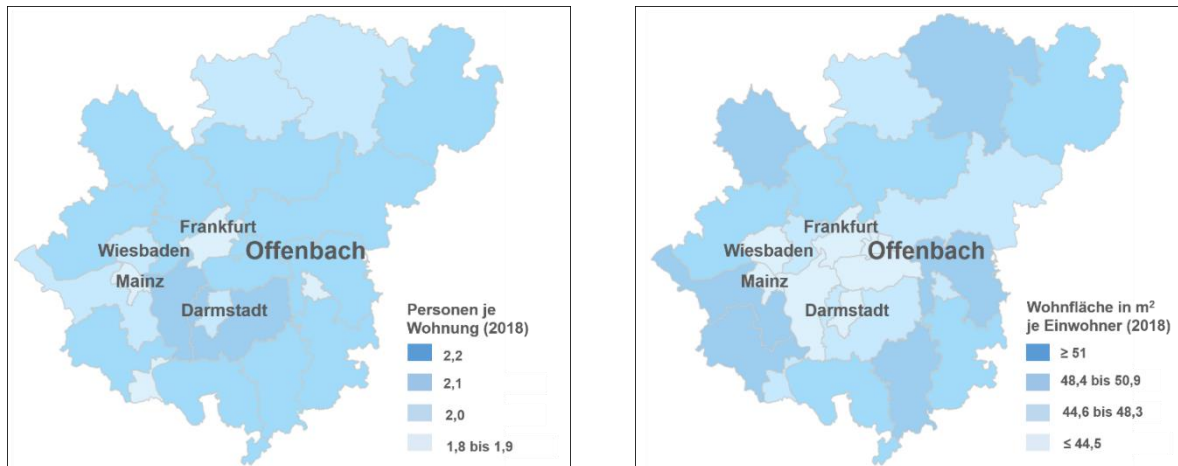 Frankfurt
Wiesbaden
Offenbach
Mainz
Darmstadt
Personen je
Wohnung (2018)
2,2
2,1
2,0
1,8 bis 1,9
Frankfurt
Wiesbaden
Offenbach
Mainz
Darmstadt
Wohnfläche in m²
je Einwohner (2018)
≥ 51
48,4 bis 50,9
44,6 bis 48,3
≤ 44,5